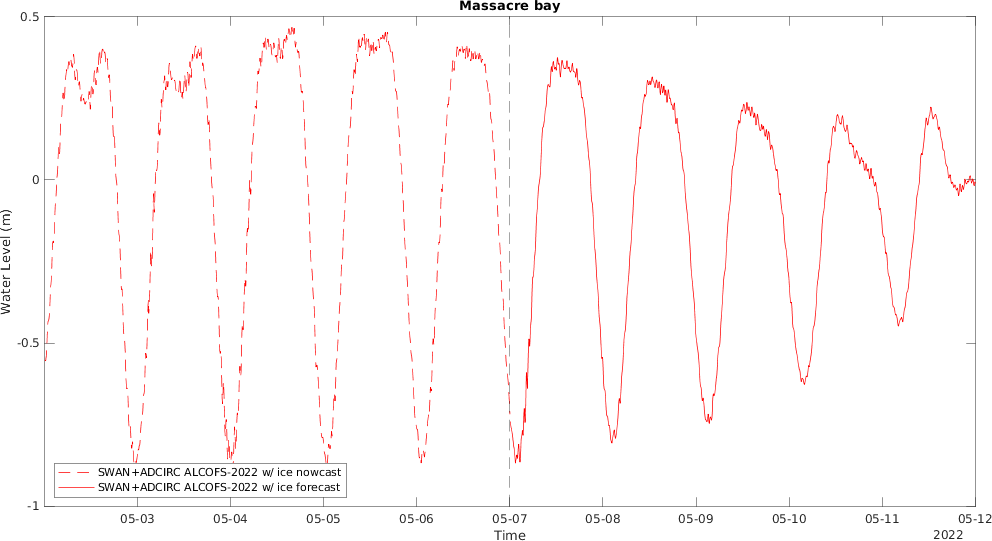 Massacre bay
0.5
0
-0.5
-1
Water Level (m)
SWAN+ADCIRC ALCOFS-2022 w/ ice nowcast
SWAN+ADCIRC ALCOFS-2022 w/ ice forecast
05-03 05-04 05-05 05-06 05-07 05-08 05-09 05-10 05-11 05-12
Time
2022